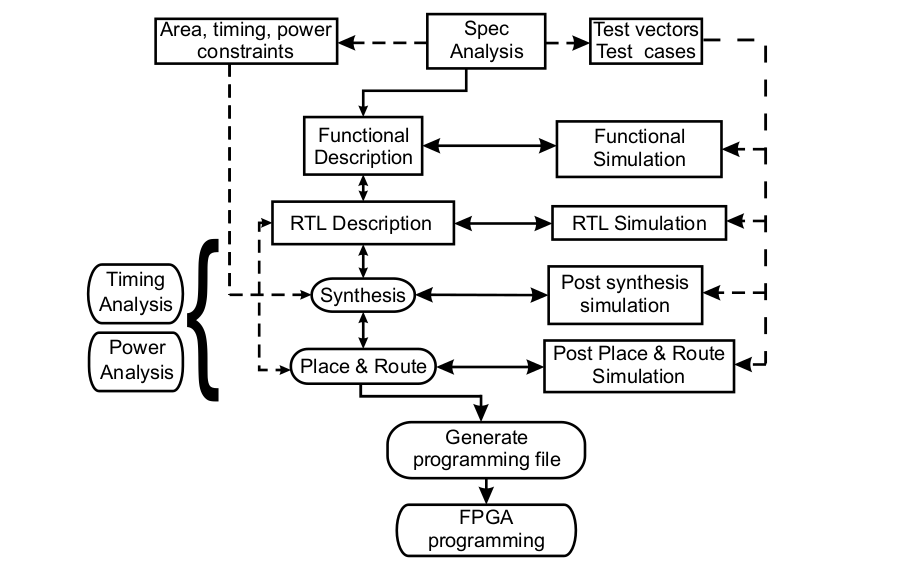 Area, timing, power
constraints
Spec
Analysis
Test vectors
Test cases
Functional
Description
Functional
Simulation
RTL Description
RTL Simulation
Timing
Analysis
Synthesis
Post synthesis
simulation
Power
Analysis
Place & Route
Post Place & Route
Simulation
Generate
programming file
FPGA
programming